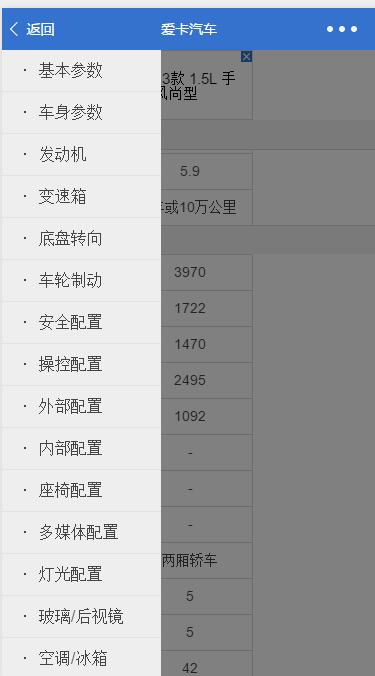 返回
爱卡汽车
3款 1.5L 手
风尚型
· 基本参数
· 车身参数
· 发动机
· 变速箱
· 底盘转向
· 车轮制动
· 安全配置
· 操控配置
· 外部配置
· 内部配置
· 座椅配置
· 多媒体配置
· 灯光配置
· 玻璃/后视镜
· 空调/冰箱
5.9
或10万公里
3970
1722
1470
2495
1092
-
-
-
两厢轿车
5
5
42